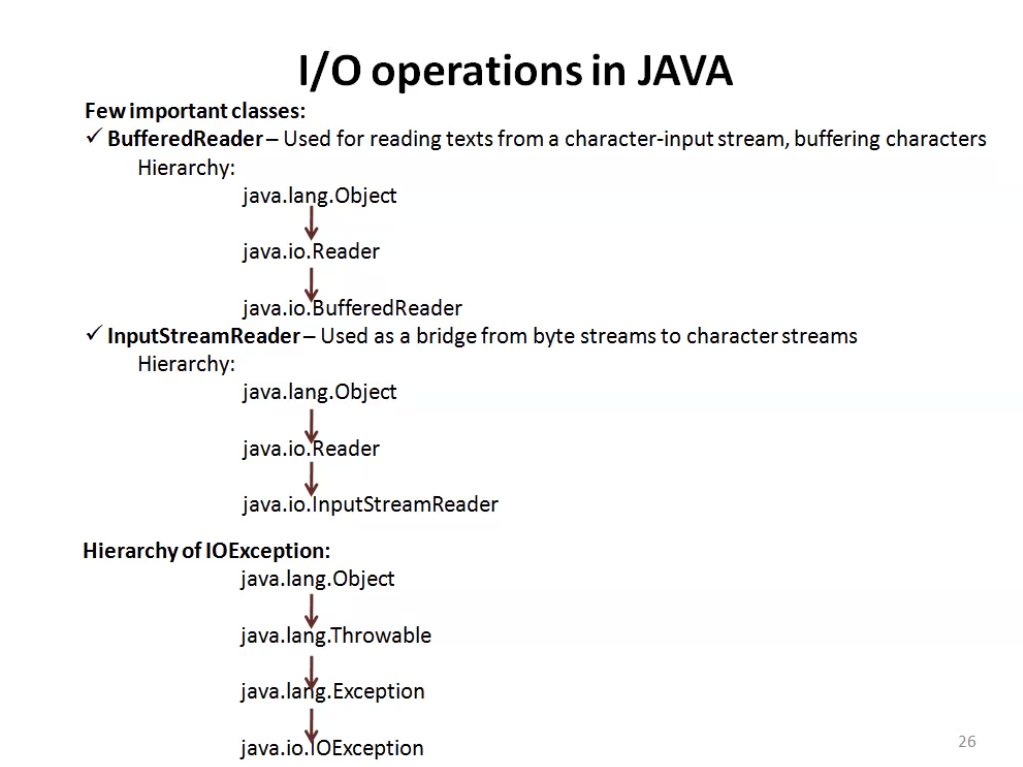 I/O operations in JAVA
Few important classes:
✓ BufferedReader – Used for reading texts from a character-input stream, buffering characters
Hierarchy:
java.lang.Object
java.io.Reader
java.io.BufferedReader
✓ InputStreamReader – Used as a bridge from byte streams to character streams
Hierarchy:
java.lang.Object
java.io.Reader
java.io.InputStreamReader
Hierarchy of IOException:
java.lang.Object
java.lang.Throwable
java.lang.Exception
java.io.IOException
26